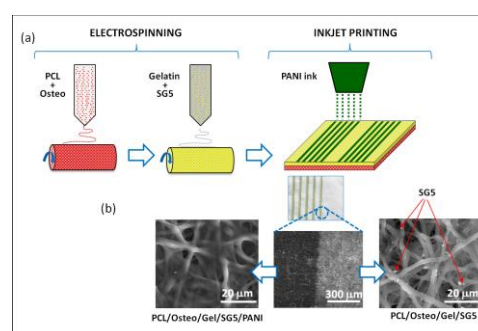 ELECTROSPINNING
INKJET PRINTING
(a)
PCL
+
Osteo
Gelatin
+
SG5
PANI ink
(b)
SG5
20 µm
300 µm
20 µm
PCL/Osteo/Gel/SG5/PANI
PCL/Osteo/Gel/SG5